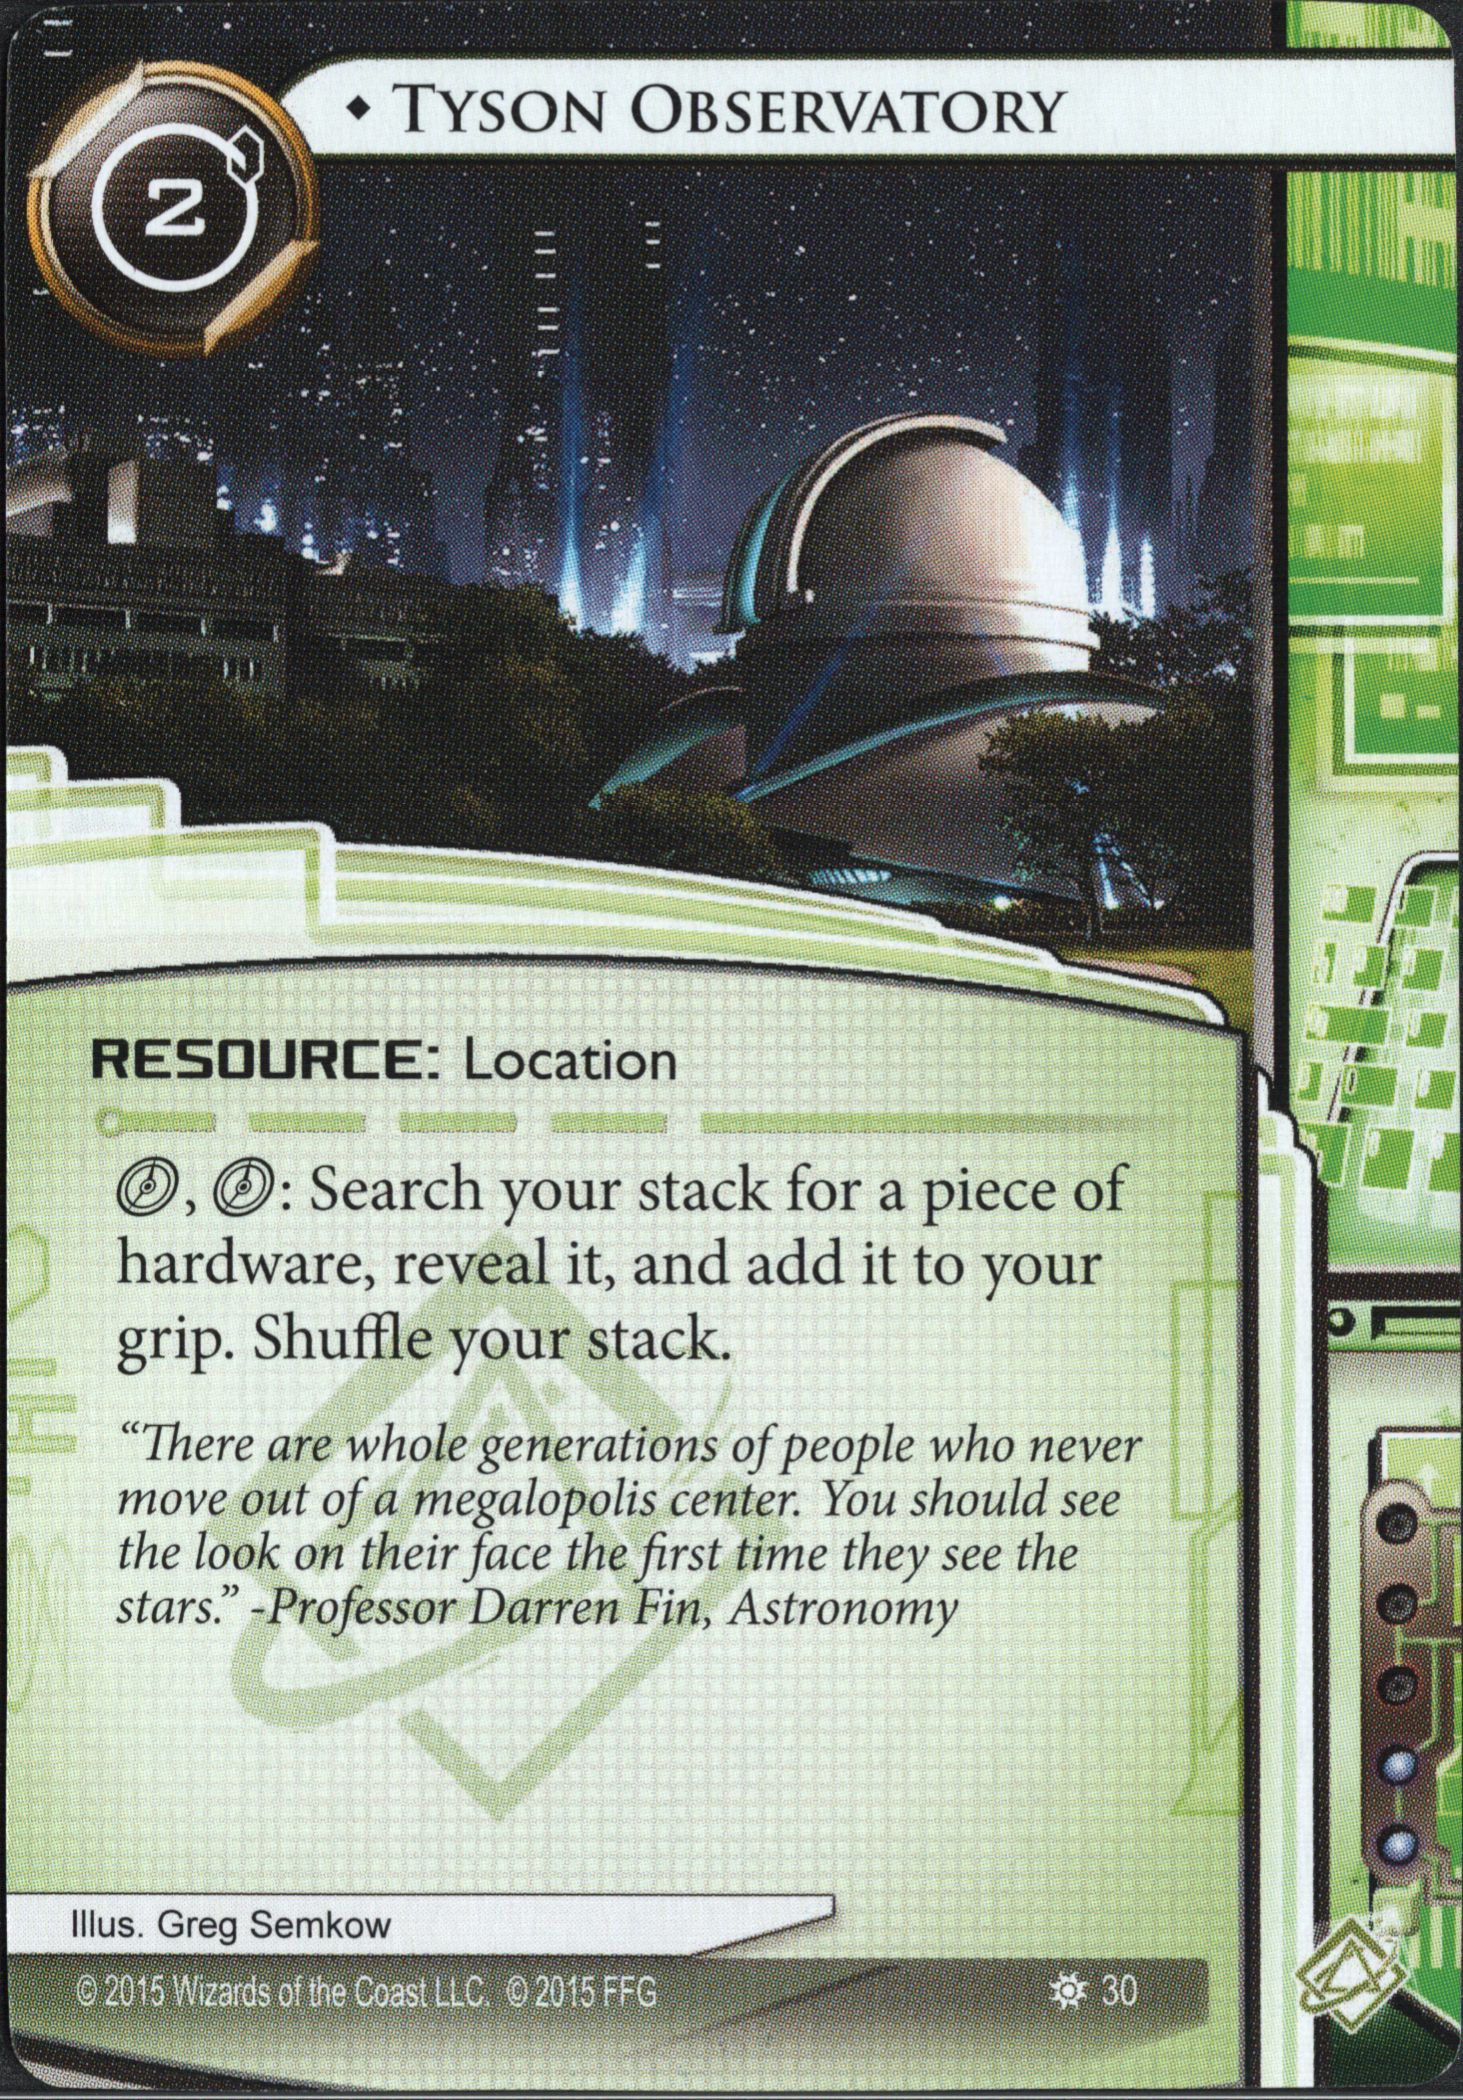 ◆ Tyson Observatory
2
RESOURCE: Location
, : Search your stack for a piece of
hardware, reveal it, and add it to your
grip. Shuffle your stack.
“There are whole generations of people who never
move out of a megalopolis center. You should see
the look on their face the first time they see the
stars.” -Professor Darren Fin, Astronomy
Illus. Greg Semkow
© 2015 Wizards of the Coast LLC. © 2015 FFG
30